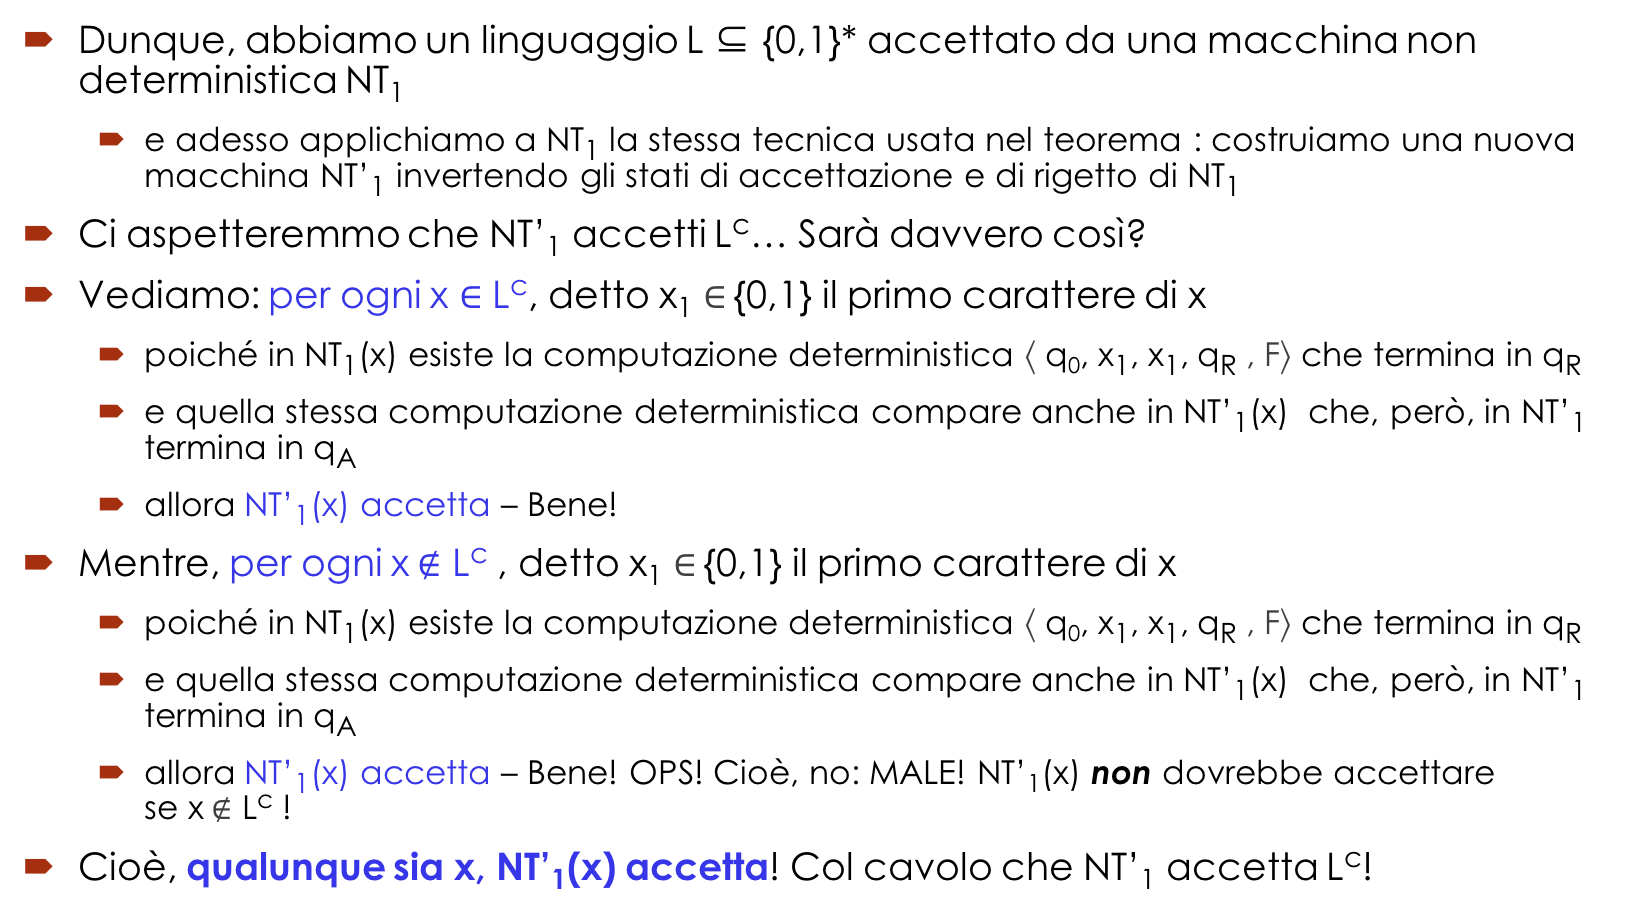 Dunque, abbiamo un linguaggio L ⊆ {0,1}* accettato da una macchina non
deterministica NT₁
e adesso applichiamo a NT₁ la stessa tecnica usata nel teorema : costruiamo una nuova
macchina NT’₁ invertendo gli stati di accettazione e di rigetto di NT₁
Ci aspetteremmo che NT’₁ accetti Lᶜ… Sarà davvero così?
Vediamo: per ogni x ∈ Lᶜ, detto x₁ ∈ {0,1} il primo carattere di x
poiché in NT₁(x) esiste la computazione deterministica 〈 q₀, x₁, x₁, q_R , F〉 che termina in q_R
e quella stessa computazione deterministica compare anche in NT’₁(x) che, però, in NT’₁
termina in q_A
allora NT’₁(x) accetta – Bene!
Mentre, per ogni x ∉ Lᶜ , detto x₁ ∈ {0,1} il primo carattere di x
poiché in NT₁(x) esiste la computazione deterministica 〈 q₀, x₁, x₁, q_R , F〉 che termina in q_R
e quella stessa computazione deterministica compare anche in NT’₁(x) che, però, in NT’₁
termina in q_A
allora NT’₁(x) accetta – Bene! OPS! Cioè, no: MALE! NT’₁(x) non dovrebbe accettare
se x ∉ Lᶜ !
Cioè, qualunque sia x, NT’₁(x) accetta! Col cavolo che NT’₁ accetta Lᶜ!